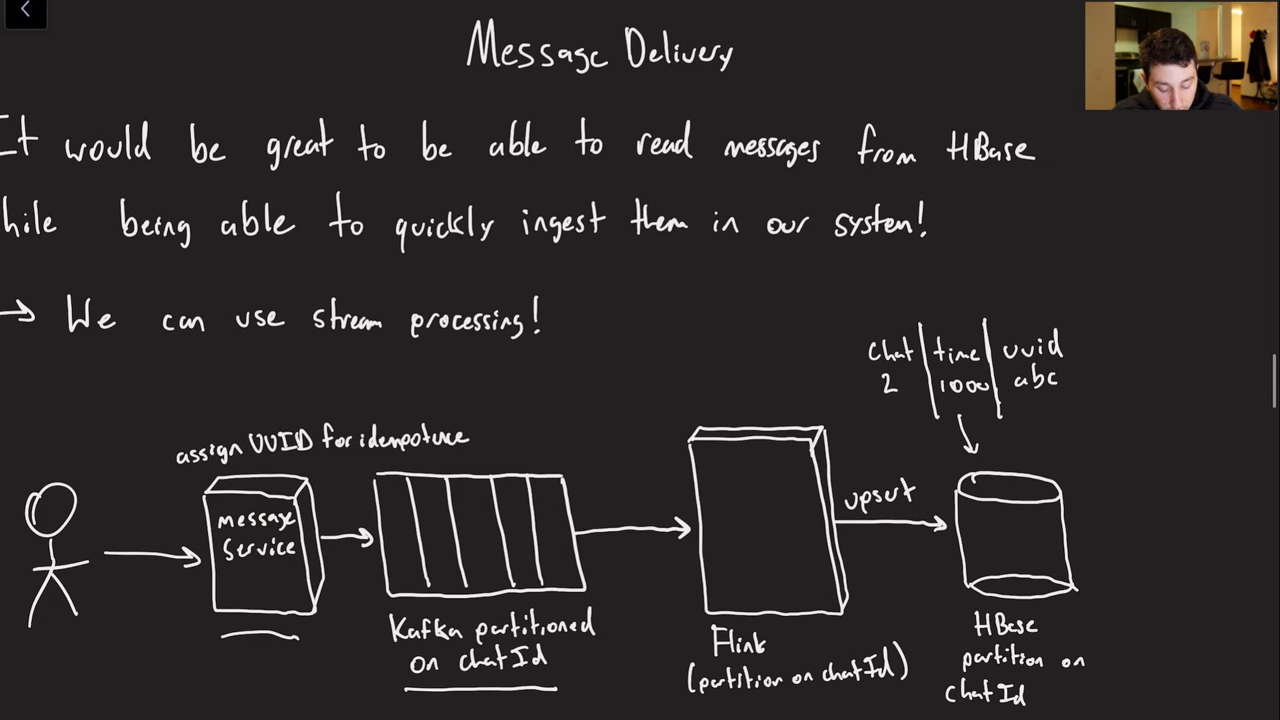 Message Delivery
It would be great to be able to read messages from HBase
hile being able to quickly ingest them in our system!
→ We can use stream processing!
chat | time | uuid
2 | 1000 | abc
assign UUID for idempotence
message
service
upsert
Kafka partitioned
on chatId
Flink
(partition on chatId)
HBase
partition on
chatId